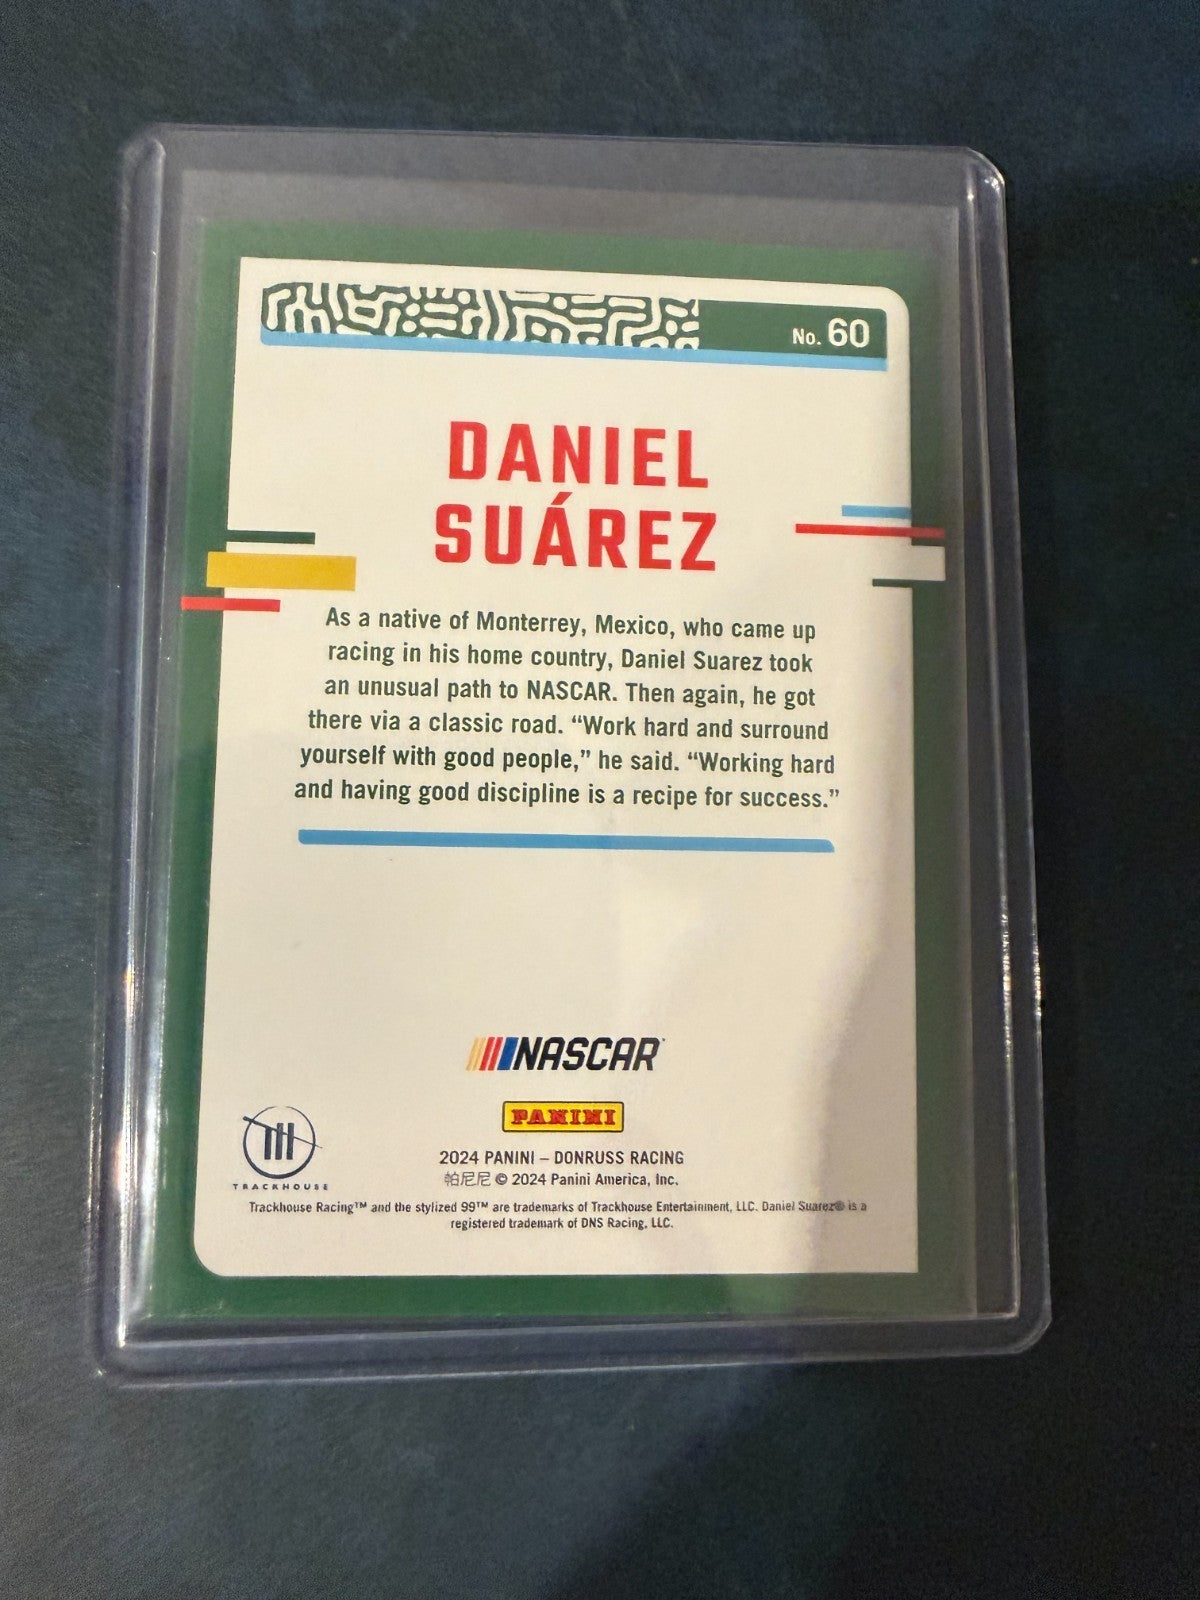 No. 60
DANIEL
SUÁREZ
As a native of Monterrey, Mexico, who came up
racing in his home country, Daniel Suarez took
an unusual path to NASCAR. Then again, he got
there via a classic road. “Work hard and surround
yourself with good people,” he said. “Working hard
and having good discipline is a recipe for success.”
NASCAR
PANINI
TRACKHOUSE
2024 PANINI – DONRUSS RACING
帕尼尼 © 2024 Panini America, Inc.
Trackhouse Racing™ and the stylized 99™ are trademarks of Trackhouse Entertainment, LLC. Daniel Suarez® is a
registered trademark of DNS Racing, LLC.